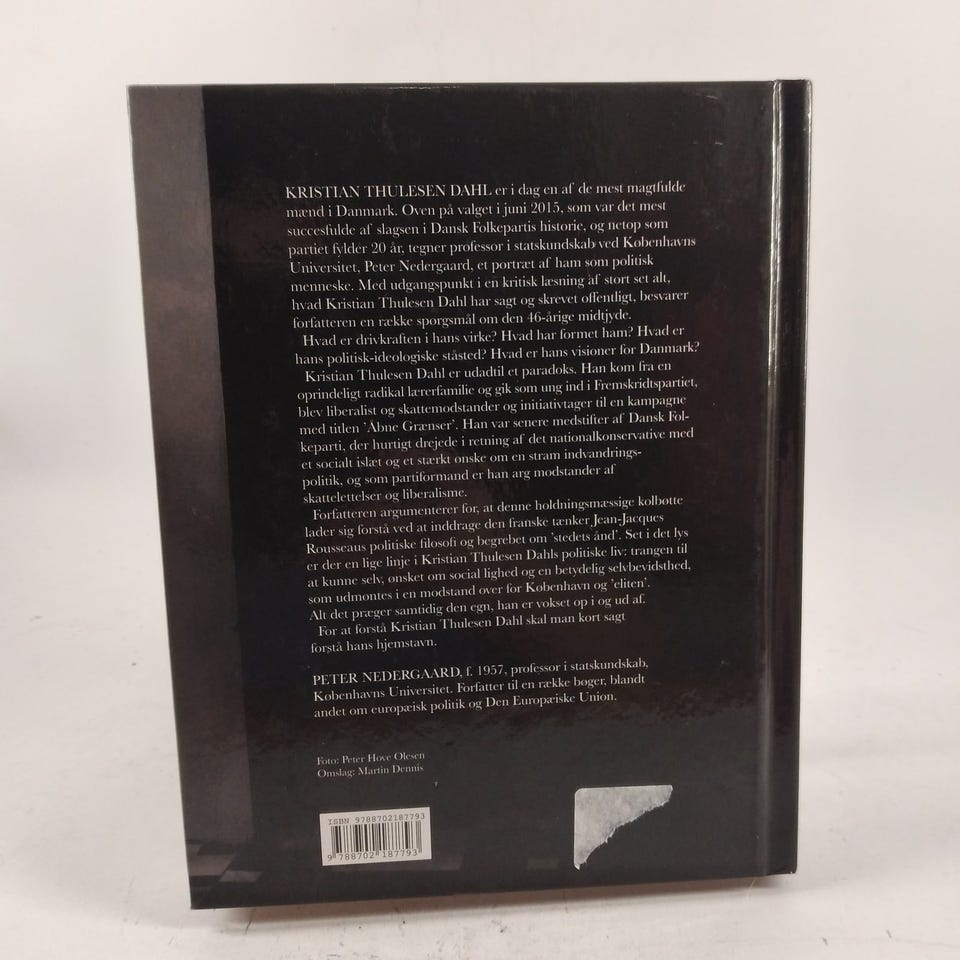 KRISTIAN THULESEN DAHL er i dag en af de mest magtfulde
mænd i Danmark. Oven på valget i juni 2015, som var det mest
succesfulde af slagsen i Dansk Folkepartis historie, og netop som
partiet fylder 20 år, tegner professor i statskundskab ved Københavns
Universitet, Peter Nedergaard, et portræt af ham som politisk
menneske. Med udgangspunkt i en kritisk læsning af stort set alt,
hvad Kristian Thulesen Dahl har sagt og skrevet offentligt, besvarer
forfatteren en række spørgsmål om den 46-årige midtjyde.
Hvad er drivkraften i hans virke? Hvad har formet ham? Hvad er
hans politisk-ideologiske ståsted? Hvad er hans visioner for Danmark?
Kristian Thulesen Dahl er udadtil et paradoks. Han kom fra en
oprindeligt radikal lærerfamilie og gik som ung ind i Fremskridtspartiet,
blev liberalist og skattemodstander og initiativtager til en kampagne
med titlen 'Åbne Grænser'. Han var senere medstifter af Dansk Fol-
keparti, der hurtigt drejede i retning af det nationalkonservative med
et socialt islæt og et stærkt ønske om en stram indvandrings-
politik, og som partiformand er han arg modstander af
skattelettelser og liberalisme.
Forfatteren argumenterer for, at denne holdningsmæssige kolbøtte
lader sig forstå ved at inddrage den franske tænker Jean-Jacques
Rousseaus politiske filosofi og begrebet om 'stedets ånd'. Set i det lys
er der en lige linje i Kristian Thulesen Dahls politiske liv: trangen til
at kunne selv, ønsket om social lighed og en betydelig selvbevidsthed,
som udmøntes i en modstand over for København og 'eliten'.
Alt det præger samtidig den egn, han er vokset op i og ud af.
For at forstå Kristian Thulesen Dahl skal man kort sagt
forstå hans hjemstavn.
PETER NEDERGAARD, f. 1957, professor i statskundskab,
Københavns Universitet. Forfatter til en række bøger, blandt
andet om europæisk politik og Den Europæiske Union.
Foto: Peter Hove Olesen
Omslag: Martin Dennis
ISBN 9788702187793
9 788702 187793